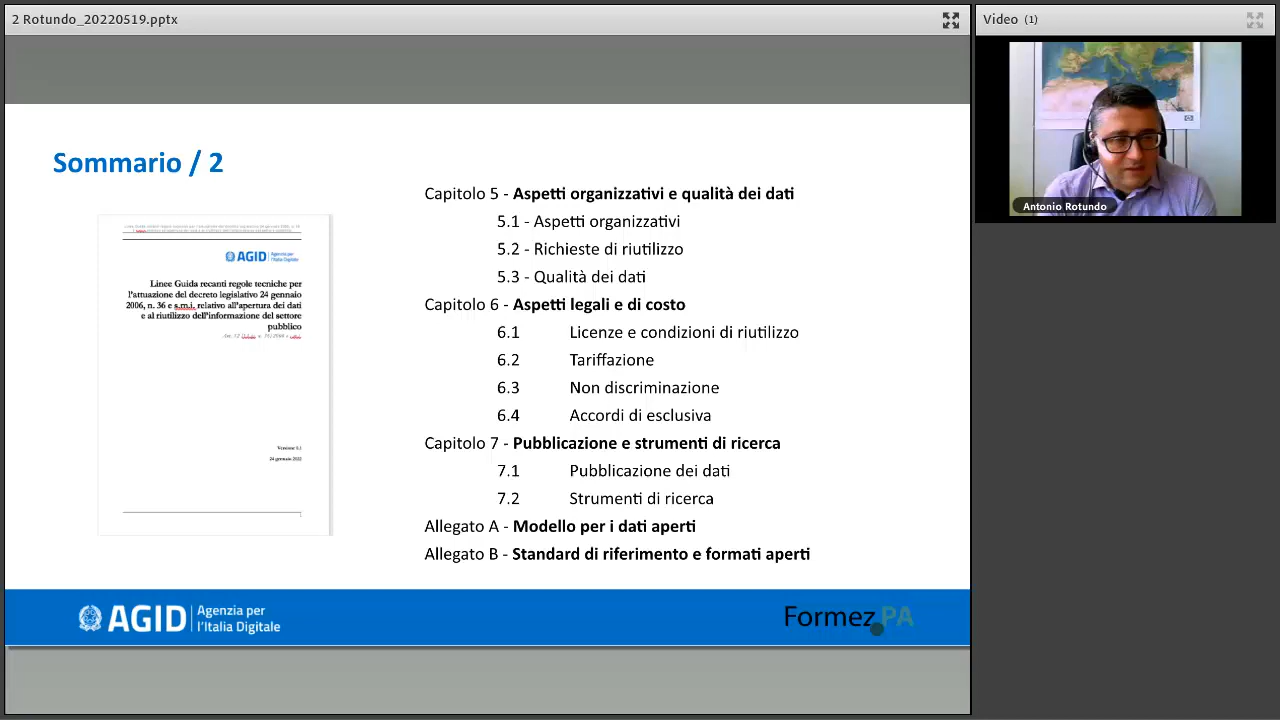 2 Rotundo_20220519.pptx
Video (1)
Antonio Rotundo
Sommario / 2
AGID
Agenzia per
l'Italia Digitale
Linee Guida recanti regole tecniche per
l'attuazione del decreto legislativo 24 gennaio
2006, n. 36 e s.m.i. relativo all'apertura dei dati
e al riutilizzo dell'informazione del settore
pubblico
24 gennaio 2022
Capitolo 5 - Aspetti organizzativi e qualità dei dati
5.1 - Aspetti organizzativi
5.2 - Richieste di riutilizzo
5.3 - Qualità dei dati
Capitolo 6 - Aspetti legali e di costo
6.1 Licenze e condizioni di riutilizzo
6.2 Tariffazione
6.3 Non discriminazione
6.4 Accordi di esclusiva
Capitolo 7 - Pubblicazione e strumenti di ricerca
7.1 Pubblicazione dei dati
7.2 Strumenti di ricerca
Allegato A - Modello per i dati aperti
Allegato B - Standard di riferimento e formati aperti
AGID
Agenzia per
l'Italia Digitale
Formez PA